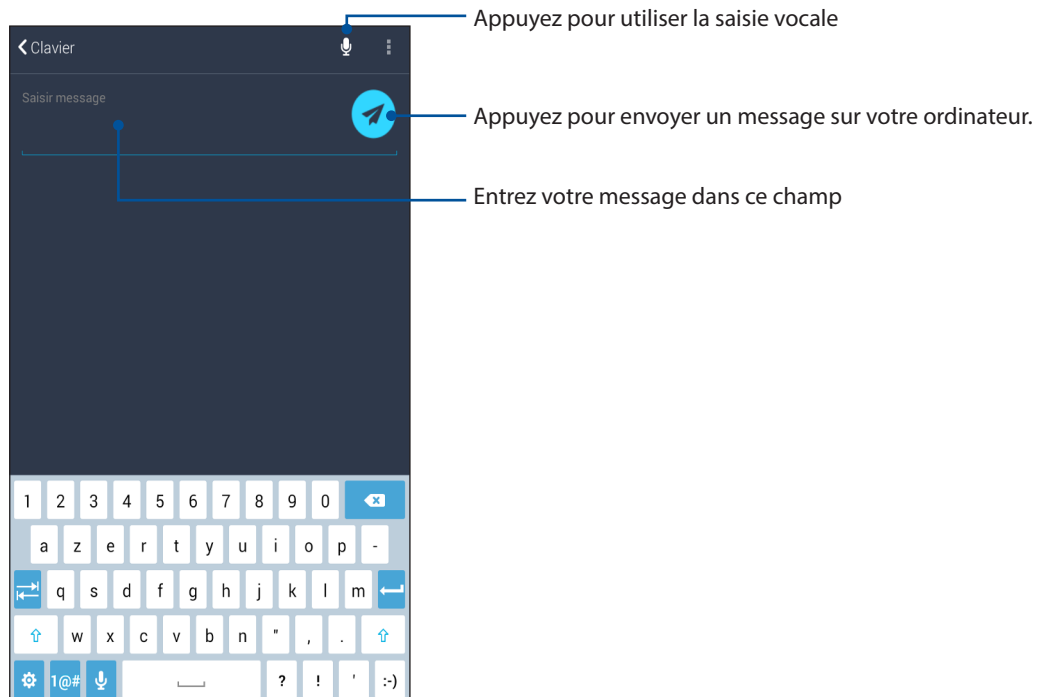 Appuyez pour utiliser la saisie vocale
Clavier
Saisir message
Appuyez pour envoyer un message sur votre ordinateur.
Entrez votre message dans ce champ
1 2 3 4 5 6 7 8 9 0
a z e r t y u i o p -
q s d f g h j k l m
w x c v b n " , .
1@# ? ! ' :-)